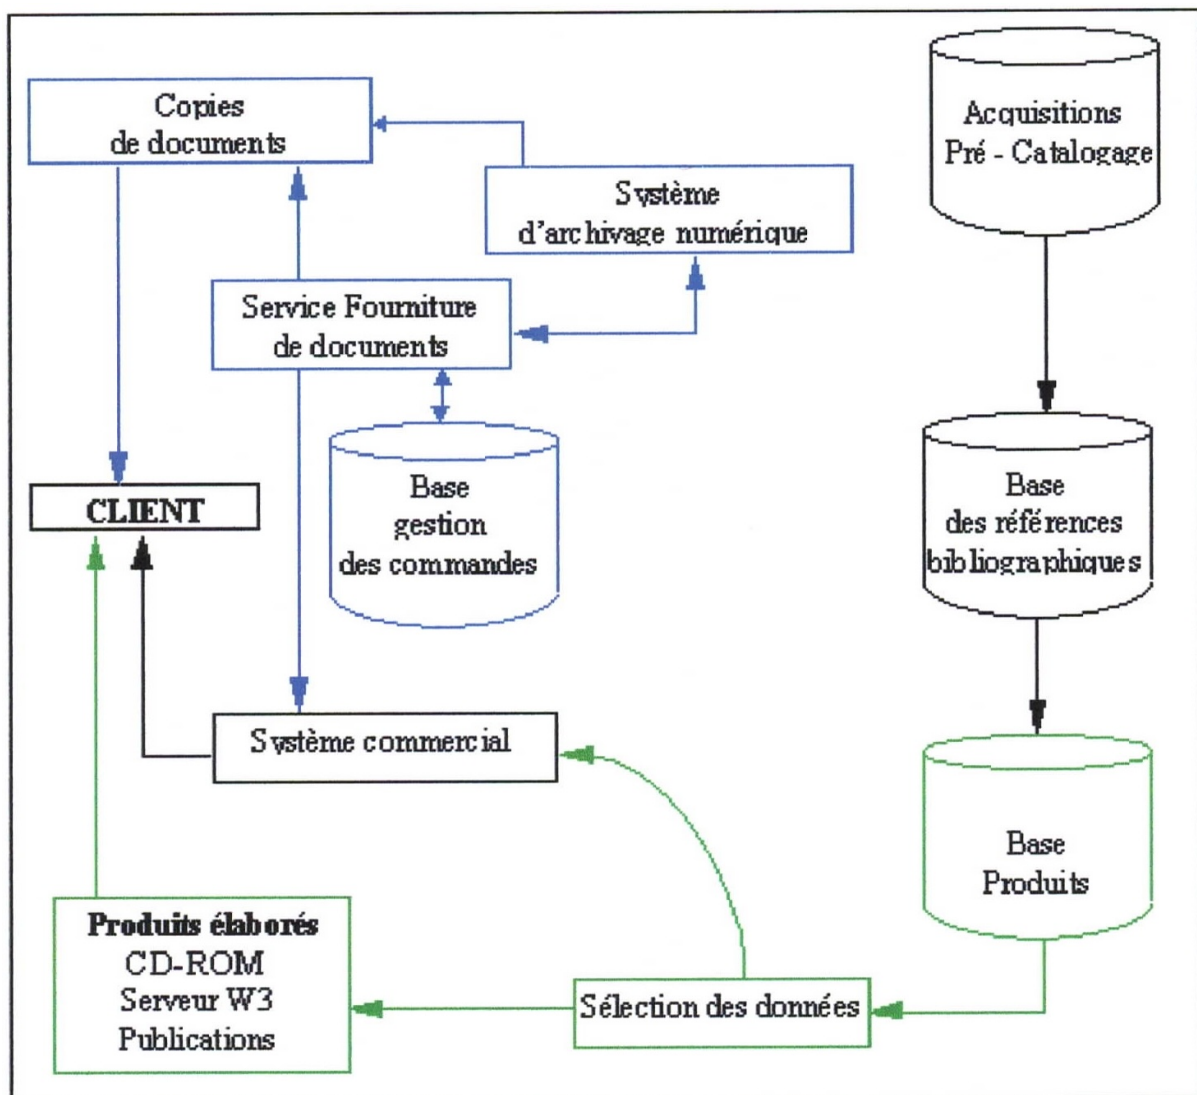 Copies
de documents
Acquisitions
Pré - Catalogage
Système
d'archivage numérique
Service Fourniture
de documents
Base
gestion
des commandes
CLIENT
Base
des références
bibliographiques
Système commercial
Base
Produits
Produits élaborés
CD-ROM
Serveur W3
Publications
Sélection des données